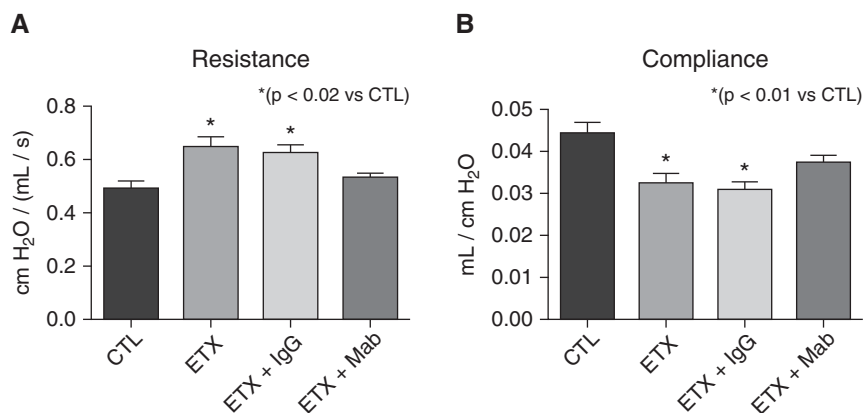 A
Resistance
*(p < 0.02 vs CTL)
cm H₂O / (mL / s)
0.8
0.6
0.4
0.2
0.0
*
*
CTL
ETX
ETX + IgG
ETX + Mab
B
Compliance
*(p < 0.01 vs CTL)
mL / cm H₂O
0.05
0.04
0.03
0.02
0.01
0.00
*
*
CTL
ETX
ETX + IgG
ETX + Mab